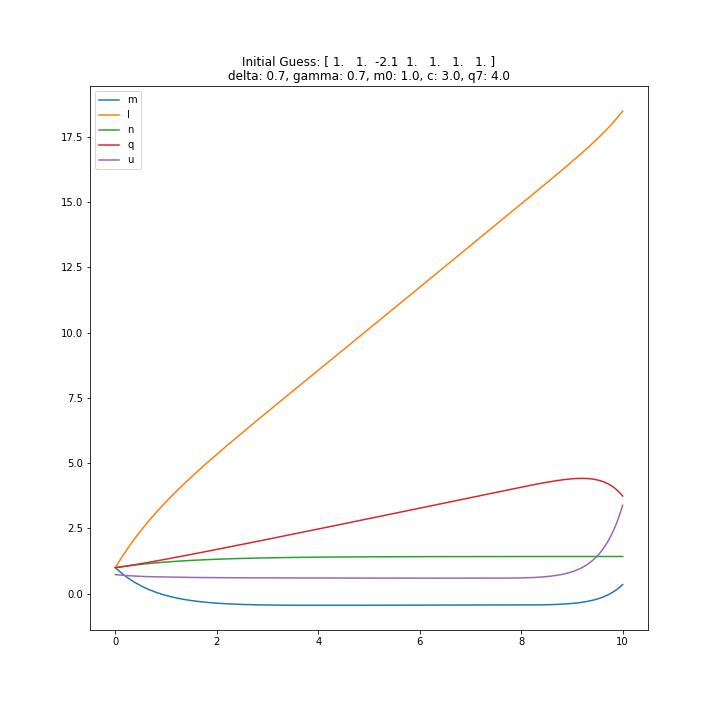 Initial Guess: [ 1.   1.  -2.1  1.   1.   1.   1. ]
delta: 0.7, gamma: 0.7, m0: 1.0, c: 3.0, q7: 4.0
m
l
n
q
u
17.5
15.0
12.5
10.0
7.5
5.0
2.5
0.0
0 2 4 6 8 10